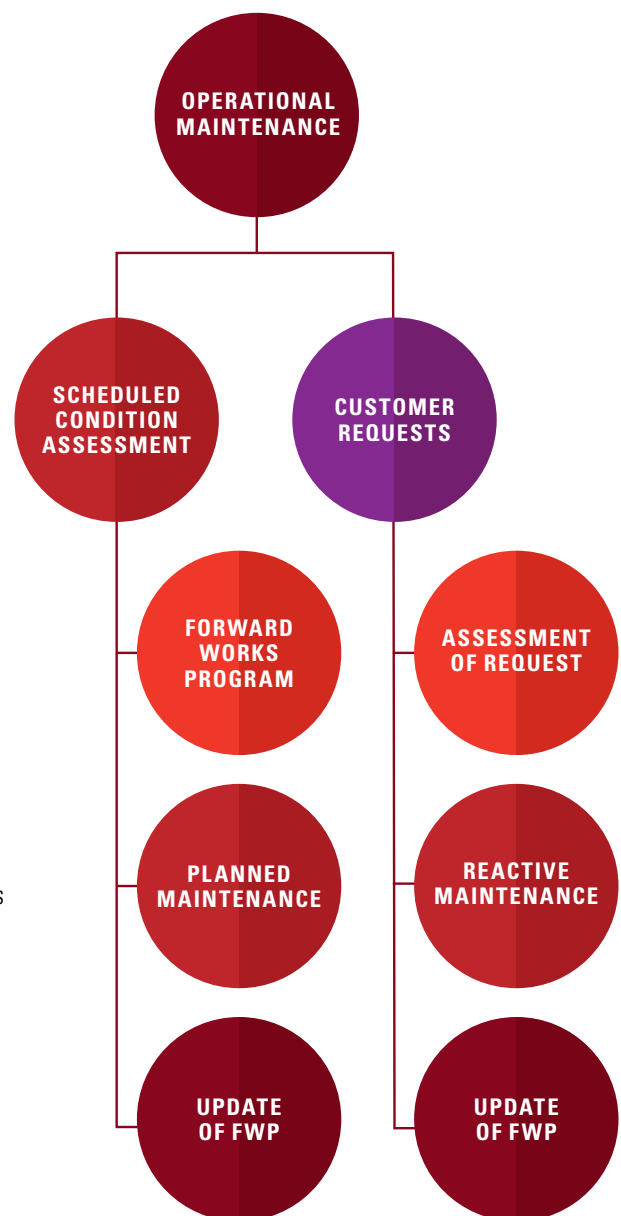 OPERATIONAL
MAINTENANCE
SCHEDULED
CONDITION
ASSESSMENT
CUSTOMER
REQUESTS
FORWARD
WORKS
PROGRAM
ASSESSMENT
OF REQUEST
PLANNED
MAINTENANCE
REACTIVE
MAINTENANCE
s
UPDATE
OF FWP
UPDATE
OF FWP